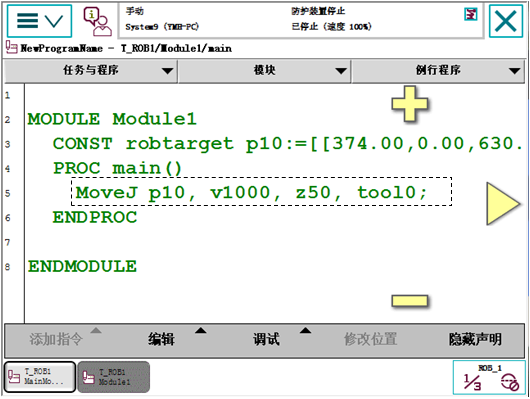 手动
System9 (YMH-PC)
防护装置停止
已停止 (速度 100%)
NewProgramName - T_ROB1/Module1/main
任务与程序
模块
例行程序
1
2 MODULE Module1
3 CONST robtarget p10:=[[374.00,0.00,630.
4 PROC main()
5 MoveJ p10, v1000, z50, tool0;
6 ENDPROC
7
8 ENDMODULE
添加指令
编辑
调试
修改位置
隐藏声明
T_ROB1
MainMo...
T_ROB1
Module1
ROB_1
1/3